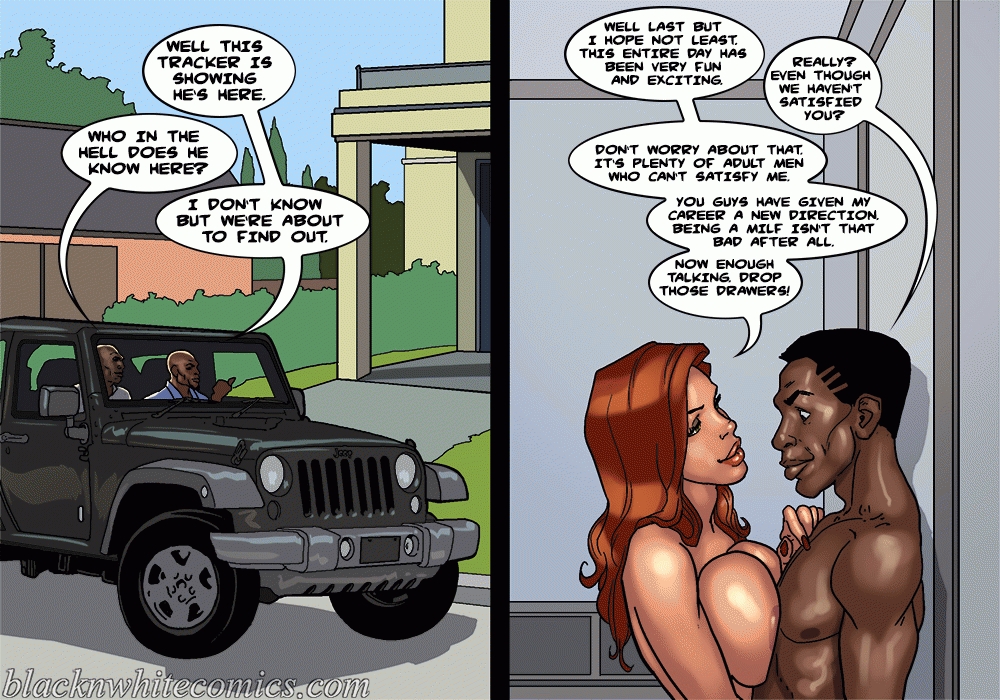 WELL THIS
TRACKER IS
SHOWING
HE'S HERE.
WHO IN THE
HELL DOES HE
KNOW HERE?
I DON'T KNOW
BUT WE'RE ABOUT
TO FIND OUT.
Jeep
WELL LAST BUT
I HOPE NOT LEAST.
THIS ENTIRE DAY HAS
BEEN VERY FUN
AND EXCITING.
REALLY?
EVEN THOUGH
WE HAVEN'T
SATISFIED
YOU?
DON'T WORRY ABOUT THAT.
IT'S PLENTY OF ADULT MEN
WHO CAN'T SATISFY ME.
YOU GUYS HAVE GIVEN MY
CAREER A NEW DIRECTION.
BEING A MILF ISN'T THAT
BAD AFTER ALL.
NOW ENOUGH
TALKING. DROP
THOSE DRAWERS!
blacknwhitecomics.com